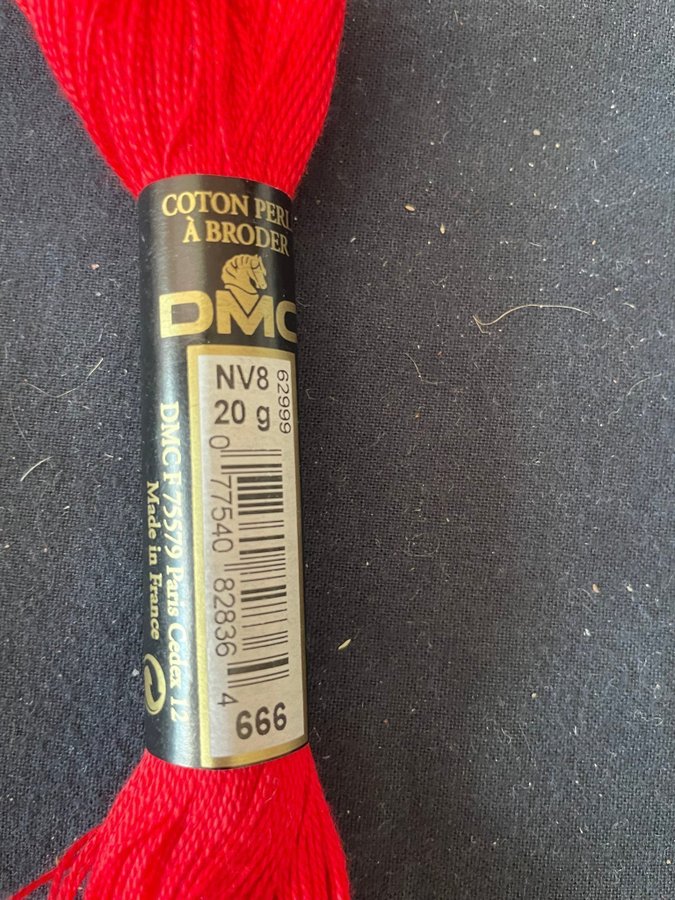 COTON PERL
À BRODER
DMC
NV8
20 g
62999
0 77540 82836 4
666
DMC F 75579 Paris Cedex 12
Made in France